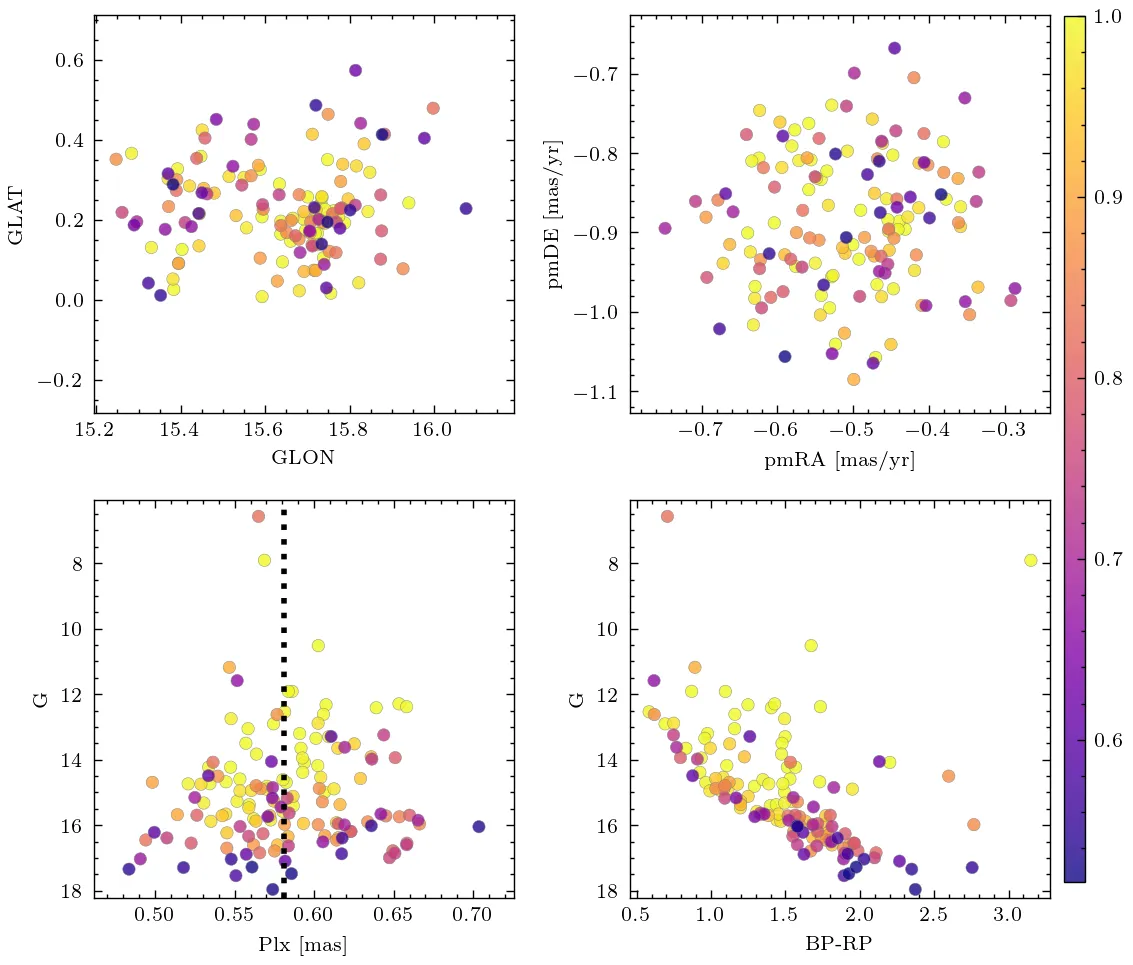 0.6
0.4
0.2
0.0
−0.2
GLAT
15.2 15.4 15.6 15.8 16.0
GLON
−0.7
−0.8
−0.9
−1.0
−1.1
pmDE [mas/yr]
−0.7 −0.6 −0.5 −0.4 −0.3
pmRA [mas/yr]
1.0
0.9
0.8
0.7
0.6
8
10
12
14
16
18
G
0.50 0.55 0.60 0.65 0.70
Plx [mas]
8
10
12
14
16
18
G
0.5 1.0 1.5 2.0 2.5 3.0
BP-RP